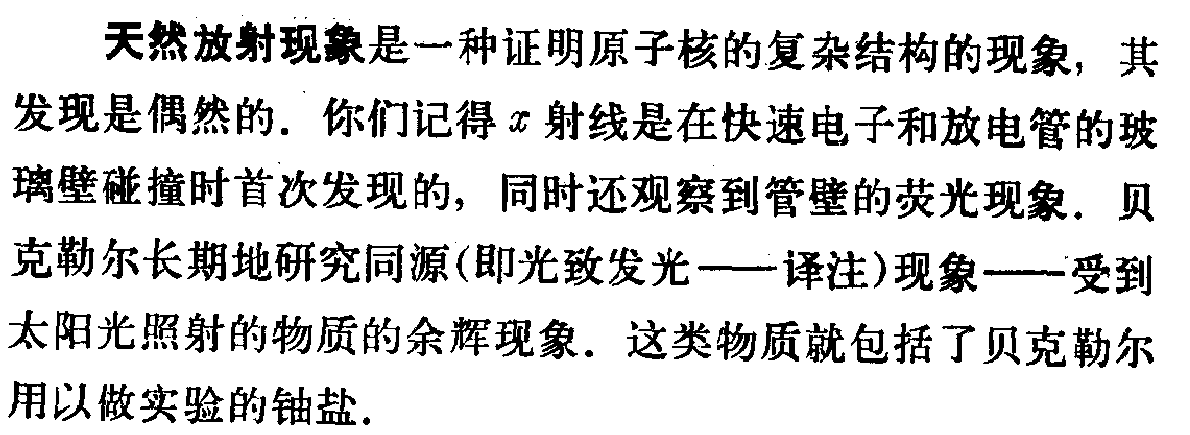 天然放射现象是一种证明原子核的复杂结构的现象，其
发现是偶然的．你们记得 x 射线是在快速电子和放电管的玻
璃壁碰撞时首次发现的，同时还观察到管壁的荧光现象．贝
克勒尔长期地研究同源(即光致发光——译注)现象——受到
太阳光照射的物质的余辉现象．这类物质就包括了贝克勒尔
用以做实验的铀盐．